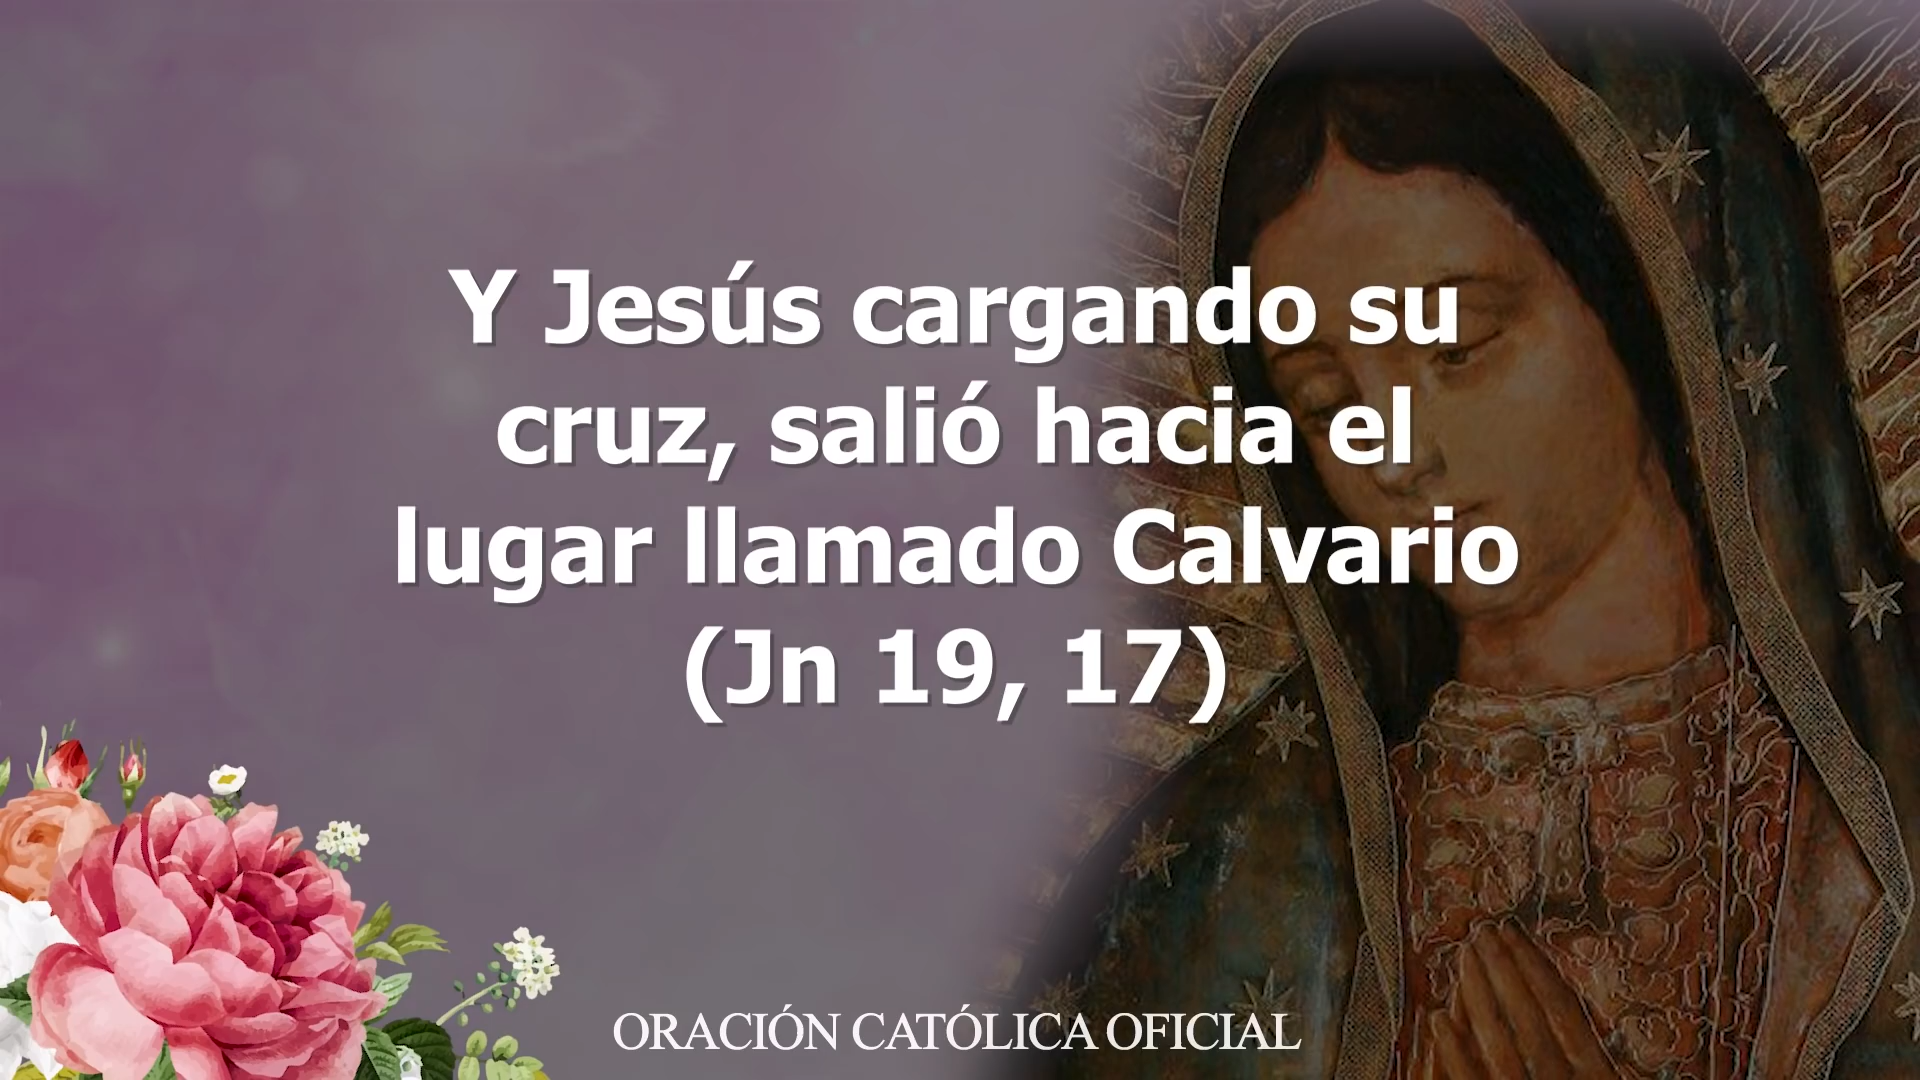 Y Jesús cargando su
cruz, salió hacia el
lugar llamado Calvario
(Jn 19, 17)
ORACIÓN CATÓLICA OFICIAL